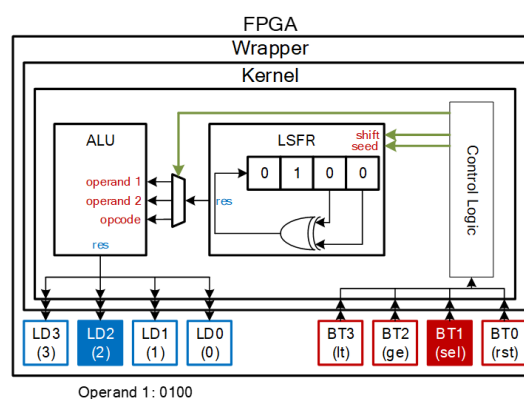 FPGA
Wrapper
Kernel
ALU
LSFR
shift
seed
Control Logic
operand 1
operand 2
opcode
res
res
0 1 0 0
LD3 LD2 LD1 LD0 BT3 BT2 BT1 BT0
(3) (2) (1) (0) (lt) (ge) (sel) (rst)
Operand 1: 0100